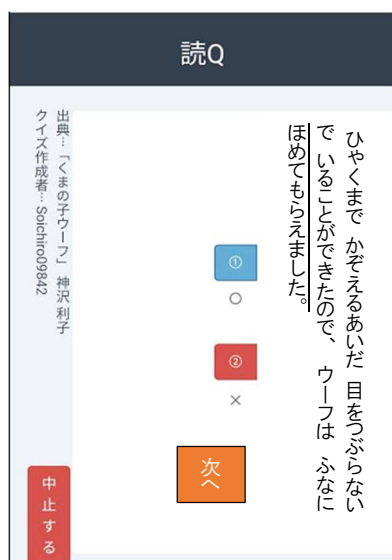 読Q
ひゃくまで かぞえるあいだ 目をつぶらない
で いることができたので、 ウーフは ふなに
ほめてもらえました。
①
○
②
×
次へ
出典…「くまの子ウーフ」 神沢 利子
クイズ作成者… Soichiro09842
中止する